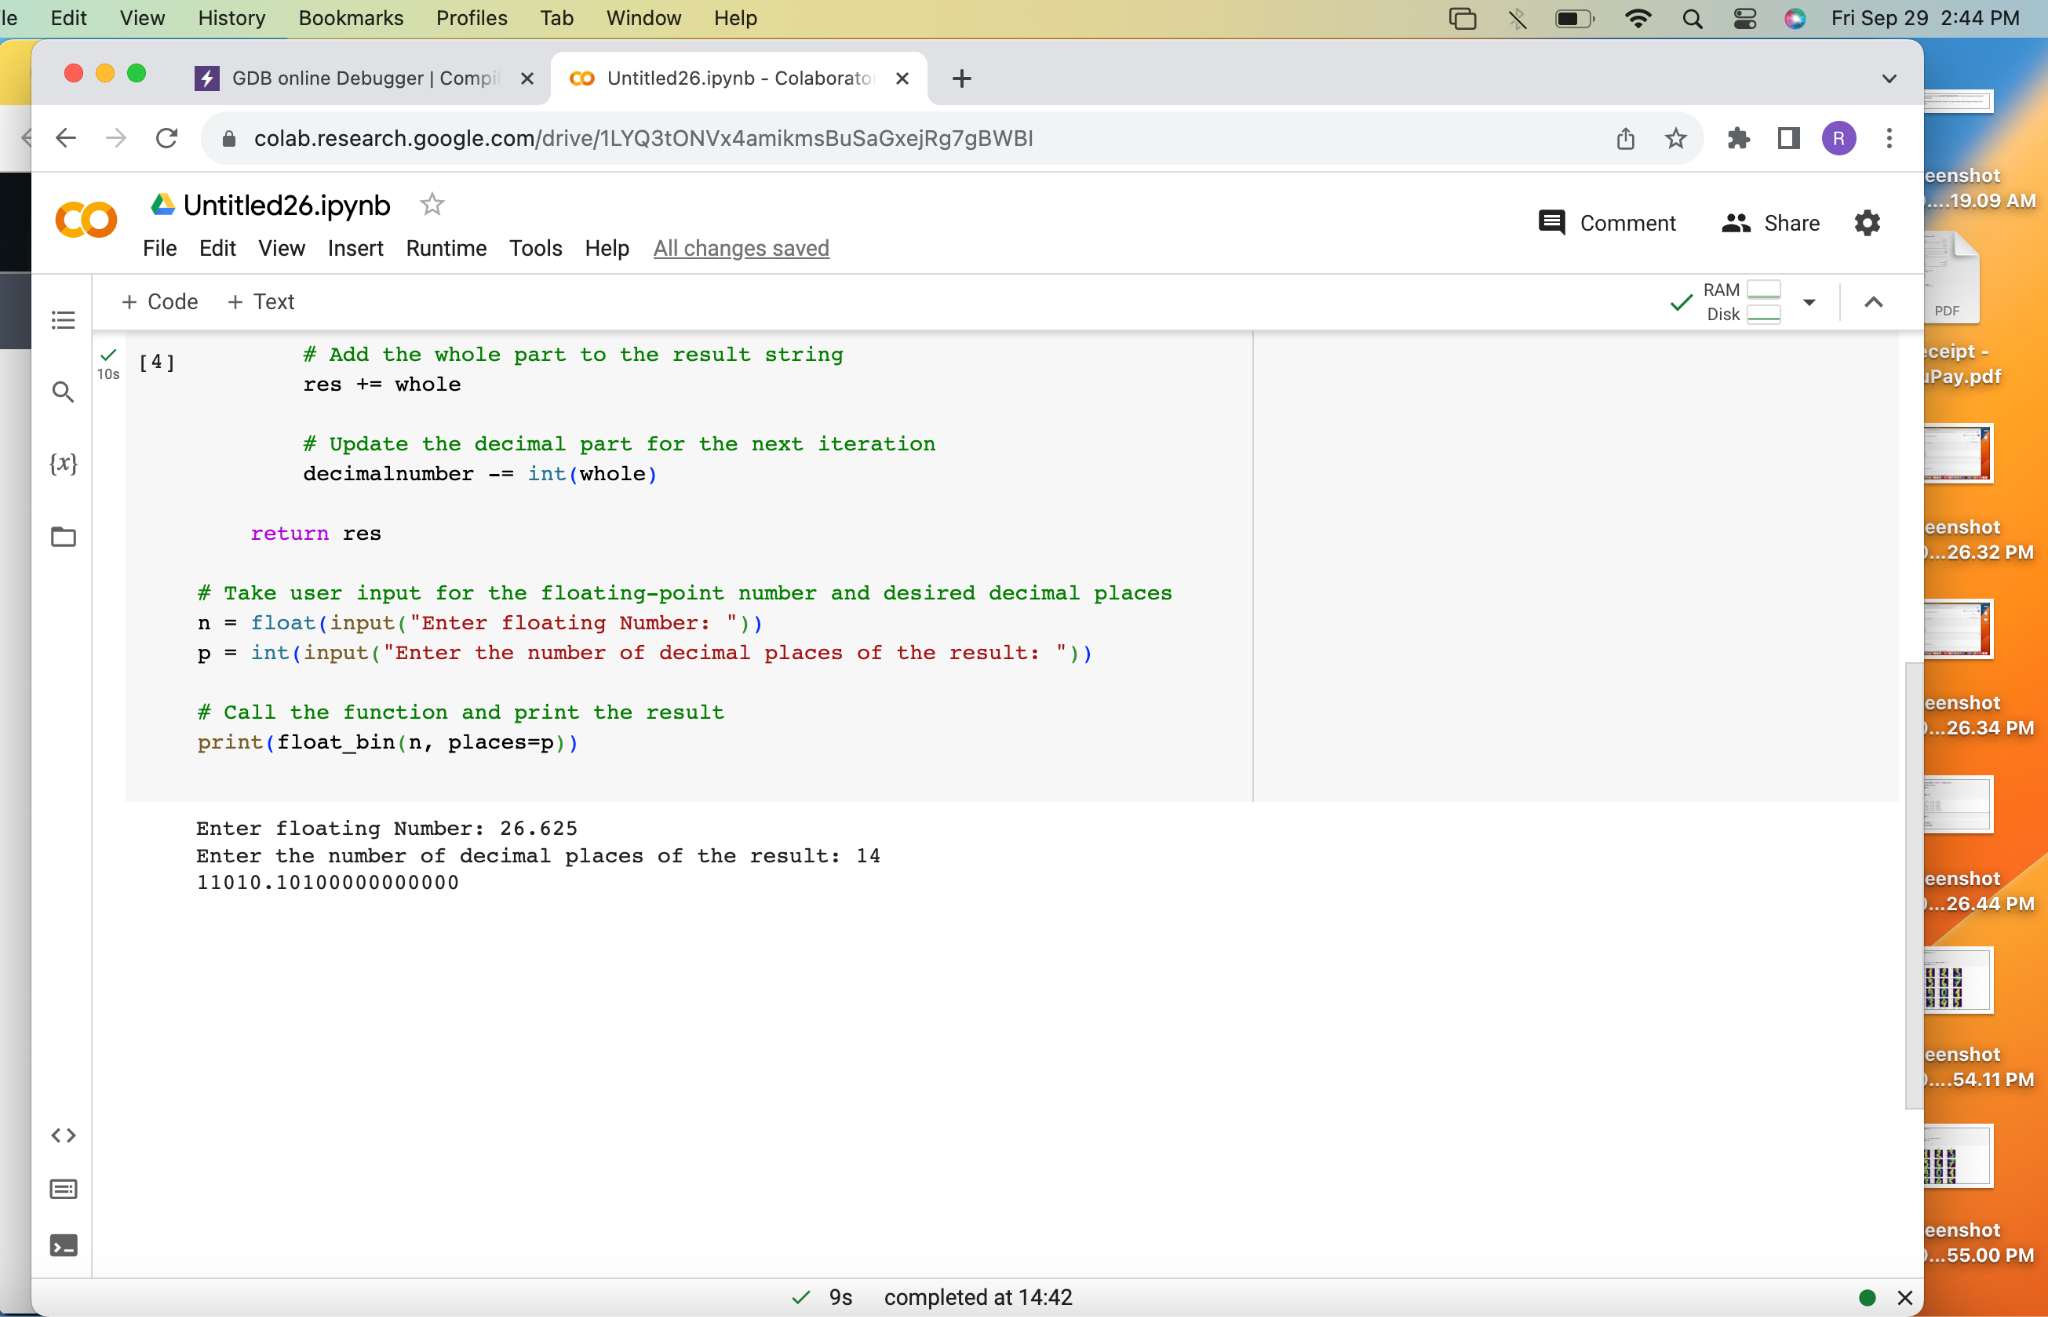 Edit View History Bookmarks Profiles Tab Window Help Fri Sep 29 2:44 PM
GDB online Debugger | Compil Untitled26.ipynb - Colaborato
colab.research.google.com/drive/1LYQ3tONVx4amikmsBuSaGxejRg7gBWBI R
Untitled26.ipynb
Comment Share
File Edit View Insert Runtime Tools Help All changes saved
+ Code + Text
RAM
Disk
[4]
10s
# Add the whole part to the result string
res += whole
# Update the decimal part for the next iteration
decimalnumber -= int(whole)
{x}
return res
# Take user input for the floating-point number and desired decimal places
n = float(input("Enter floating Number: "))
p = int(input("Enter the number of decimal places of the result: "))
# Call the function and print the result
print(float_bin(n, places=p))
Enter floating Number: 26.625
Enter the number of decimal places of the result: 14
11010.10100000000000
9s completed at 14:42
eenshot
....19.09 AM
PDF
ceipt -
uPay.pdf
eenshot
...26.32 PM
eenshot
...26.34 PM
eenshot
...26.44 PM
eenshot
....54.11 PM
eenshot
...55.00 PM